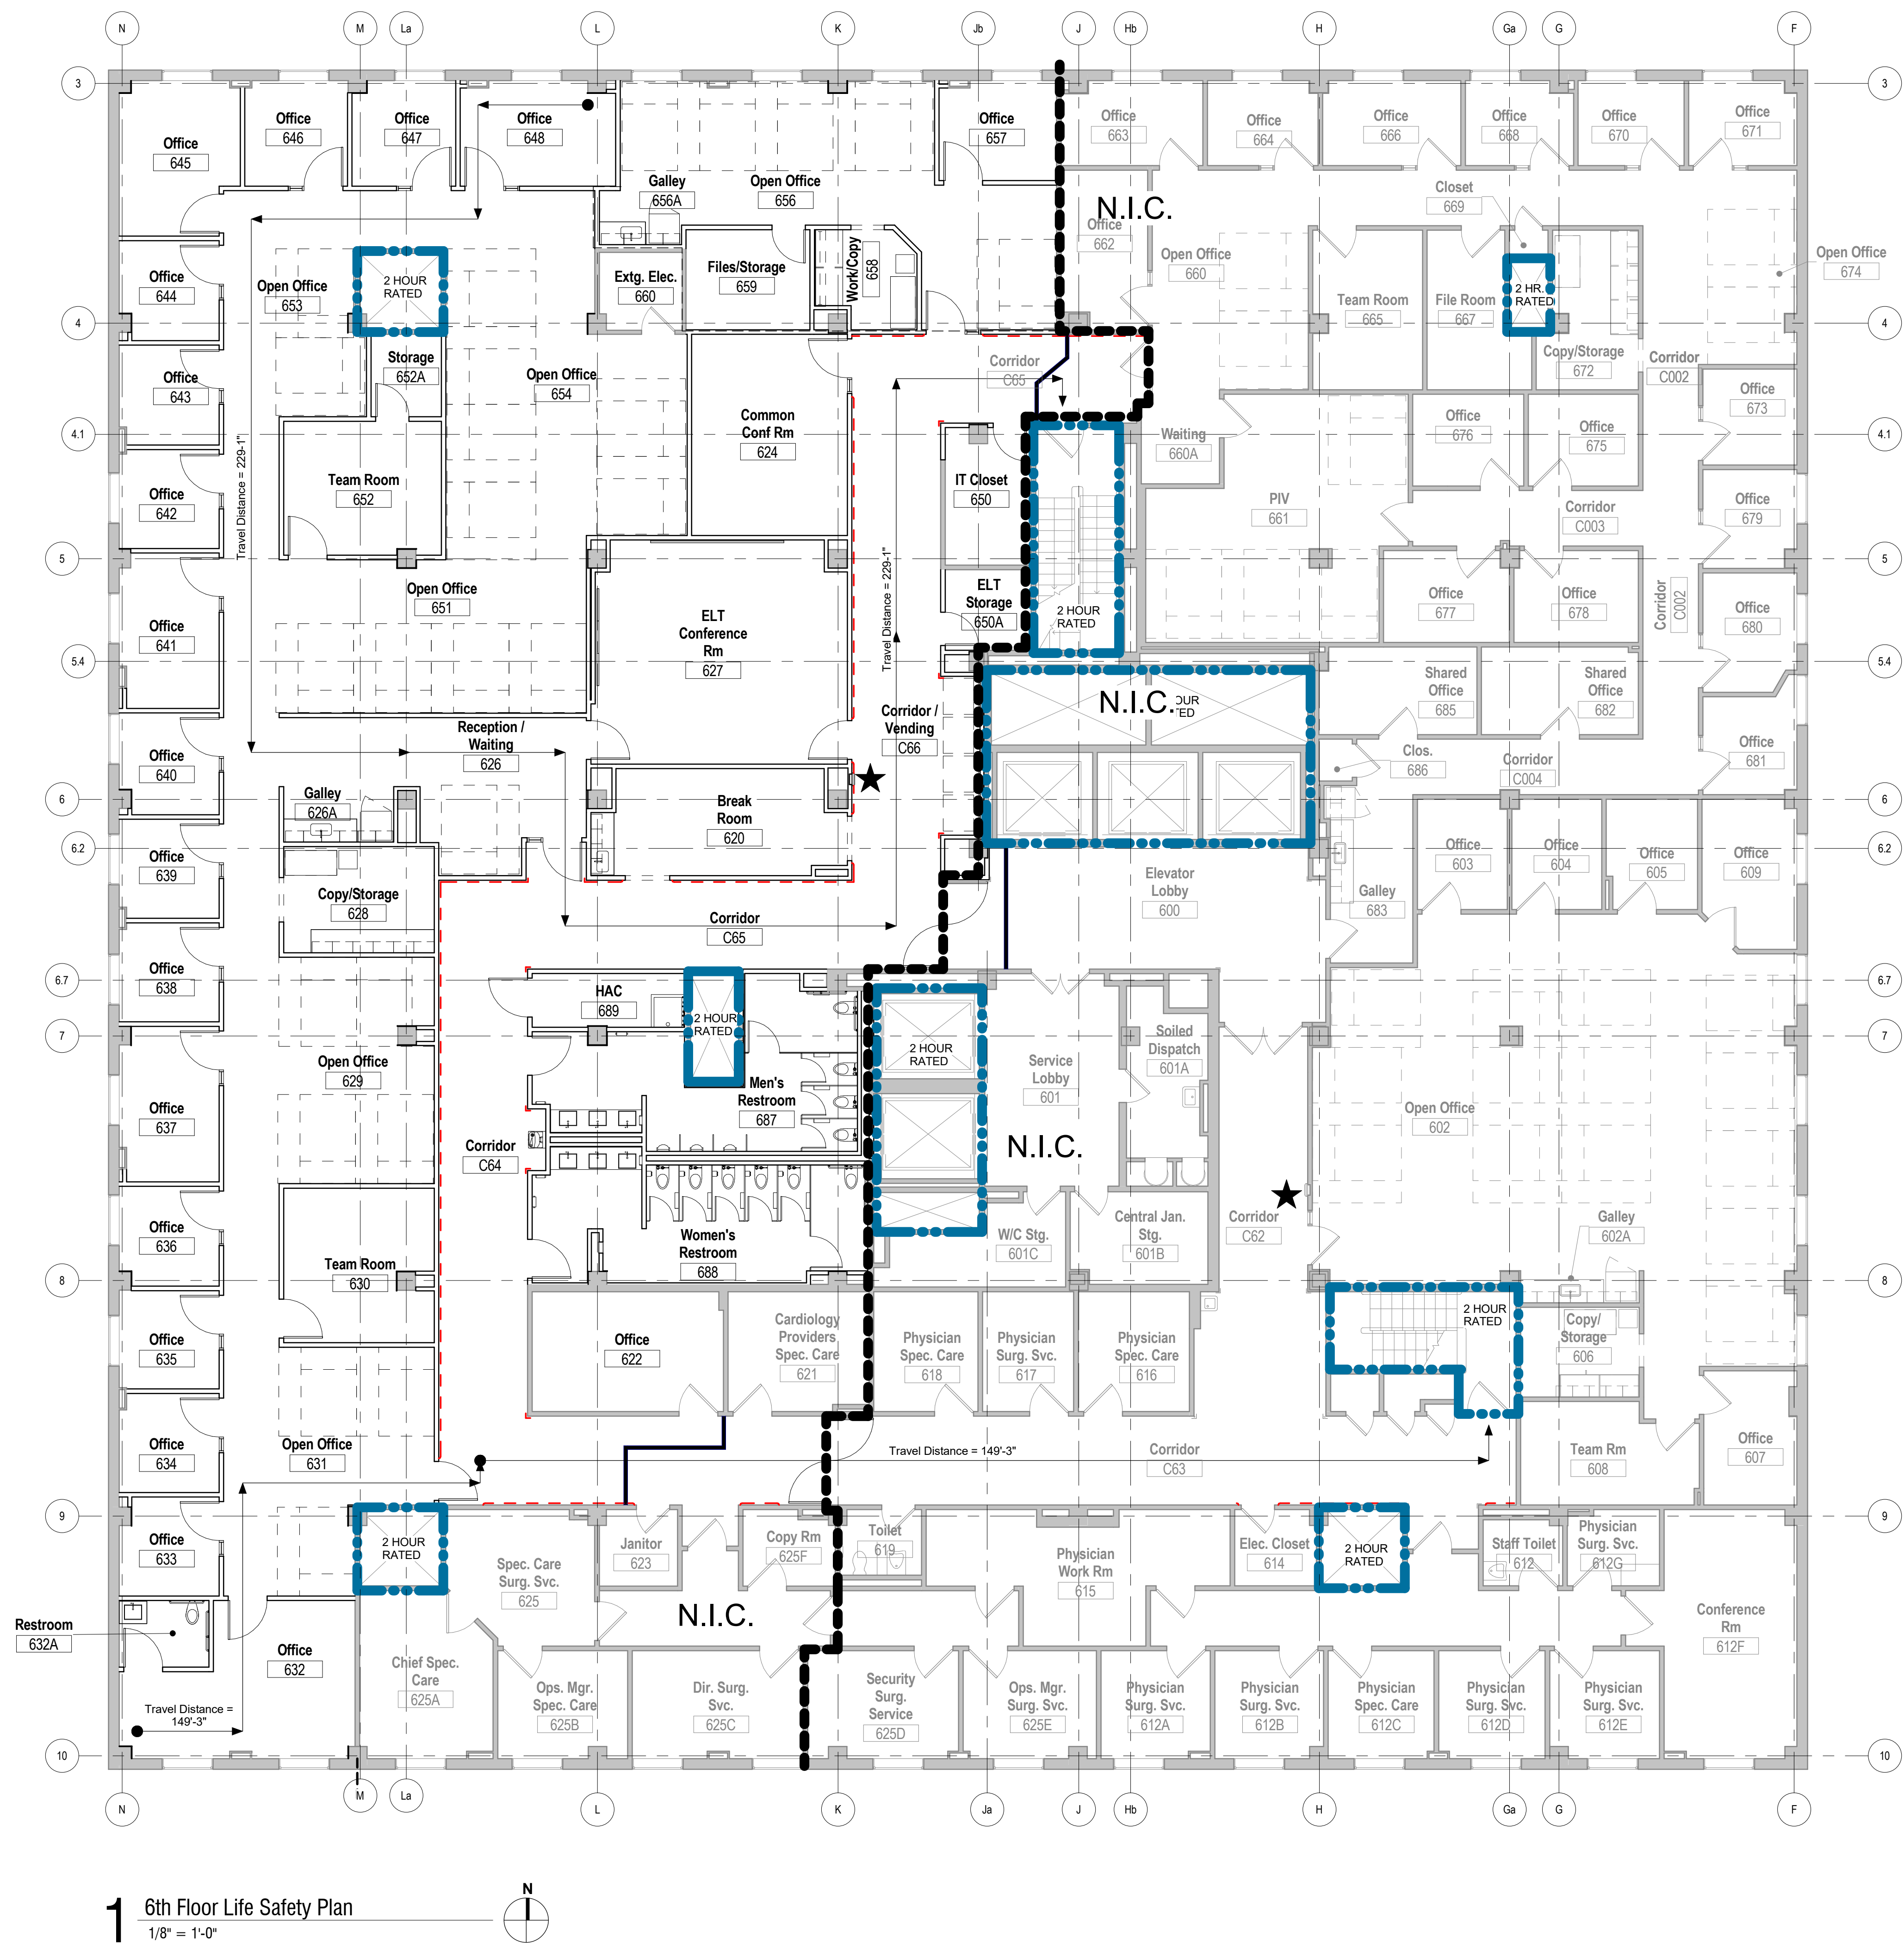 N
M
La
L
K
Jb
J
Hb
H
Ga
G
F
3
3
Office
645
Office
646
Office
647
Office
648
Galley
656A
Open Office
656
Office
657
Office
663
Office
664
Office
666
Office
668
Office
670
Office
671
N.I.C.
Office
662
Closet
669
Open Office
660
Open Office
674
Office
644
Open Office
653
2 HOUR
RATED
Extg. Elec.
660
Files/Storage
659
Work/Copy
658
Team Room
665
File Room
667
2 HR.
RATED
4
4
Storage
652A
Open Office
654
Corridor
C65
Copy/Storage
672
Corridor
C002
Office
643
Common
Conf Rm
624
Office
673
4.1
4.1
Waiting
660A
Office
676
Office
675
Travel Distance = 229'-1"
Office
642
Team Room
652
IT Closet
650
PIV
661
Corridor
C003
Office
679
5
5
Open Office
651
Travel Distance = 229'-1"
ELT
Storage
650A
2 HOUR
RATED
Office
677
Office
678
Corridor
C002
Office
680
Office
641
ELT
Conference
Rm
627
5.4
5.4
Shared
Office
685
Shared
Office
682
N.I.C.
OUR
TED
Reception /
Waiting
626
Corridor /
Vending
C66
Office
640
Clos.
686
Corridor
C004
Office
681
6
6
Galley
626A
Break
Room
620
6.2
6.2
Office
639
Office
603
Office
604
Office
605
Office
609
Copy/Storage
628
Elevator
Lobby
600
Galley
683
Corridor
C65
6.7
6.7
Office
638
HAC
689
2 HOUR
RATED
7
7
2 HOUR
RATED
Service
Lobby
601
Soiled
Dispatch
601A
Open Office
629
Men's
Restroom
687
Office
637
Open Office
602
Corridor
C64
N.I.C.
Office
636
Women's
Restroom
688
W/C Stg.
601C
Central Jan.
Stg.
601B
Corridor
C62
Galley
602A
Team Room
630
8
8
2 HOUR
RATED
Office
635
Office
622
Cardiology
Providers
Spec. Care
621
Physician
Spec. Care
618
Physician
Surg. Svc.
617
Physician
Spec. Care
616
Copy/
Storage
606
Office
634
Open Office
631
Travel Distance = 149'-3"
Corridor
C63
Team Rm
608
Office
607
9
9
Office
633
2 HOUR
RATED
Spec. Care
Surg. Svc.
625
Janitor
623
Copy Rm
625F
Toilet
619
Physician
Work Rm
615
Elec. Closet
614
2 HOUR
RATED
Staff Toilet
612
Physician
Surg. Svc.
612G
Restroom
632A
N.I.C.
Conference
Rm
612F
Office
632
Chief Spec.
Care
625A
Ops. Mgr.
Spec. Care
625B
Dir. Surg.
Svc.
625C
Security
Surg.
Service
625D
Ops. Mgr.
Surg. Svc.
625E
Physician
Surg. Svc.
612A
Physician
Surg. Svc.
612B
Physician
Spec. Care
612C
Physician
Surg. Svc.
612D
Physician
Surg. Svc.
612E
Travel Distance =
149'-3"
10
10
N
M
La
L
K
Ja
J
Hb
H
Ga
G
F
1
6th Floor Life Safety Plan
1/8" = 1'-0"
N